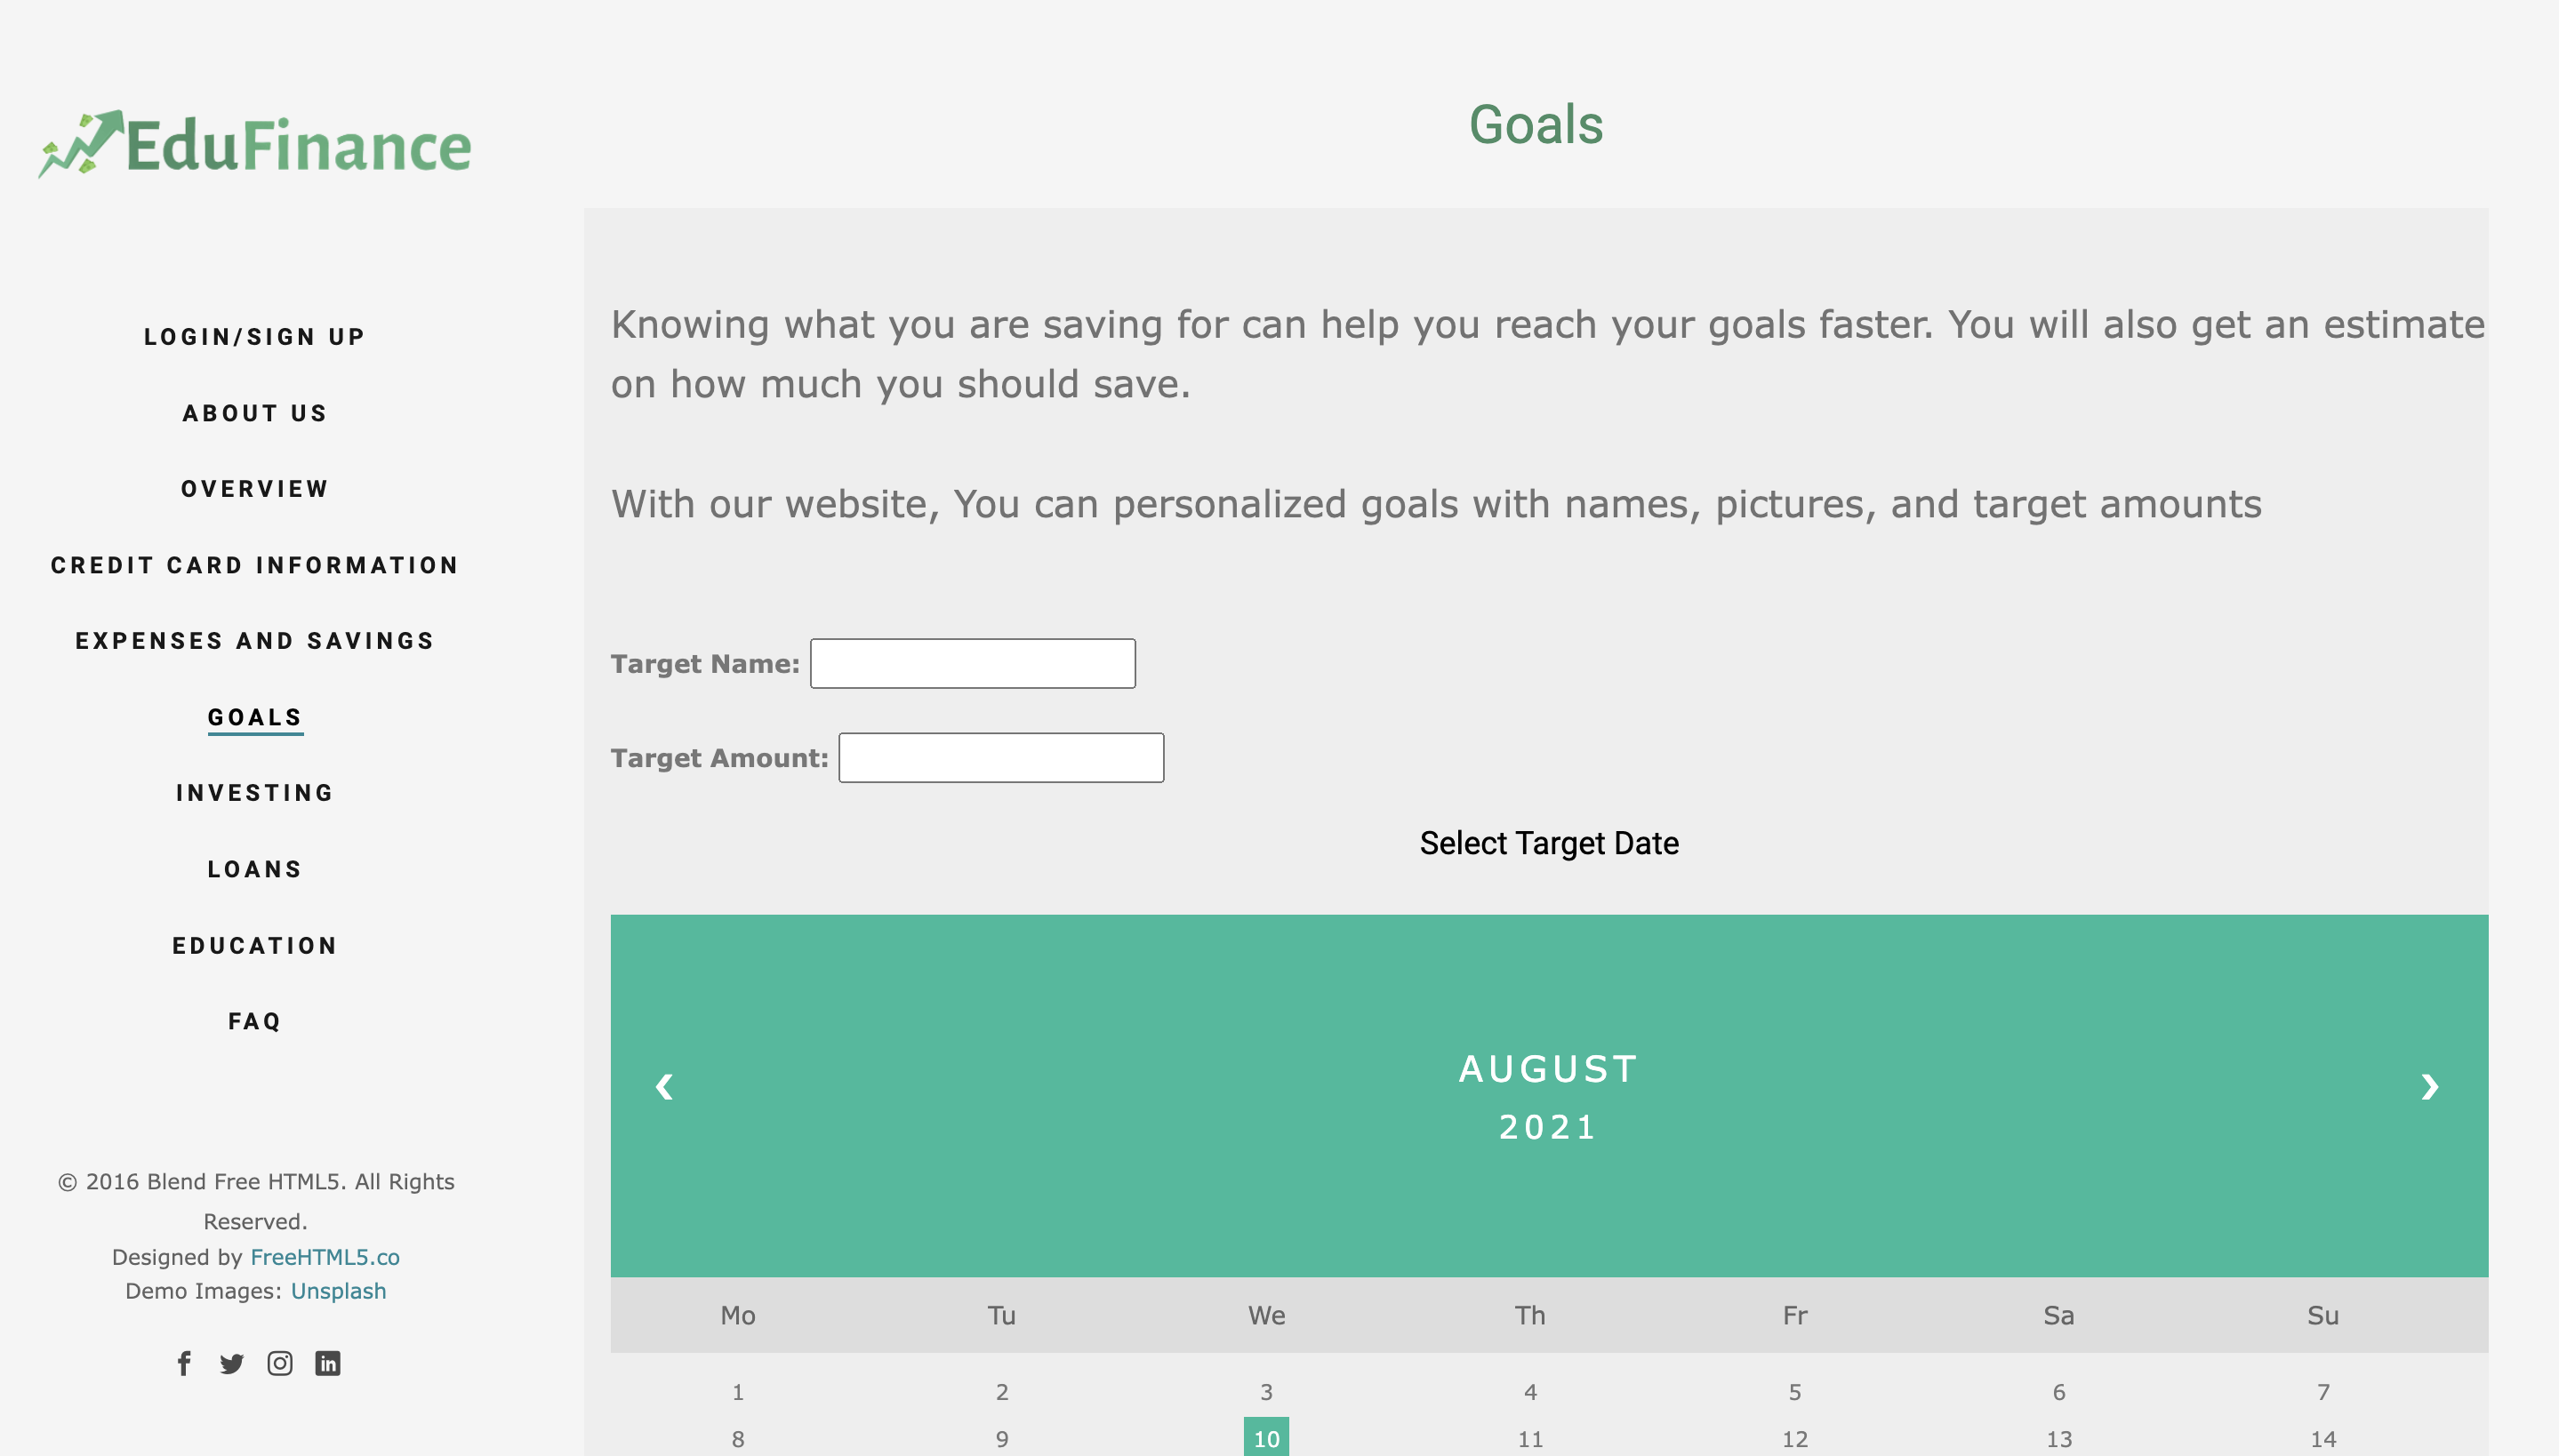 EduFinance
LOGIN/SIGN UP
ABOUT US
OVERVIEW
CREDIT CARD INFORMATION
EXPENSES AND SAVINGS
GOALS
INVESTING
LOANS
EDUCATION
FAQ
© 2016 Blend Free HTML5. All Rights
Reserved.
Designed by FreeHTML5.co
Demo Images: Unsplash
Goals
Knowing what you are saving for can help you reach your goals faster. You will also get an estimate
on how much you should save.
With our website, You can personalized goals with names, pictures, and target amounts
Target Name:
Target Amount:
Select Target Date
❮ ❯
AUGUST
2021
Mo Tu We Th Fr Sa Su
1 2 3 4 5 6 7
8 9 10 11 12 13 14